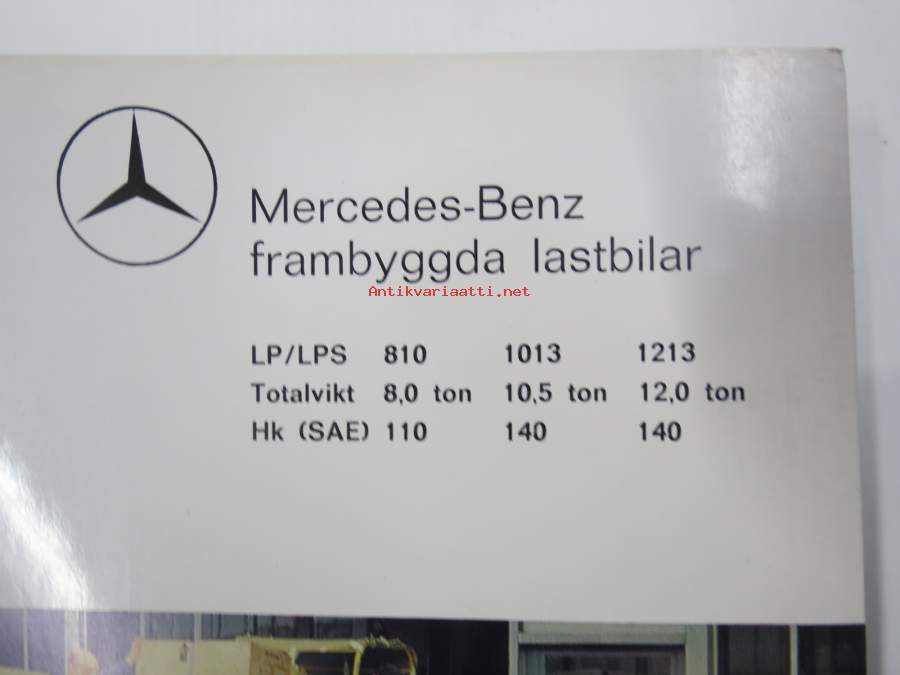 Mercedes-Benz
frambyggda lastbilar
Antikvariaatti.net
LP/LPS 810 1013 1213
Totalvikt 8,0 ton 10,5 ton 12,0 ton
Hk (SAE) 110 140 140